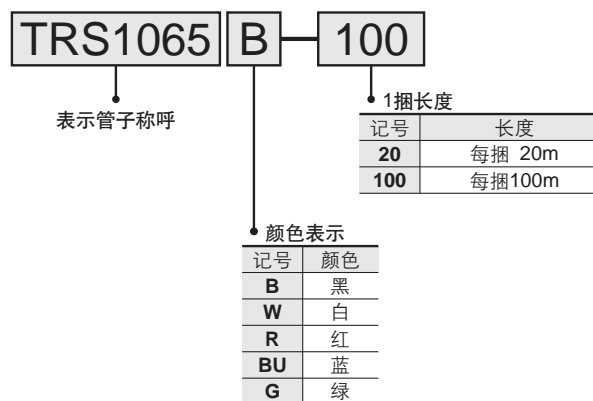 TRS1065 B - 100
表示管子称呼
1捆长度
记号 长度
20 每捆 20m
100 每捆100m
颜色表示
记号 颜色
B 黑
W 白
R 红
BU 蓝
G 绿